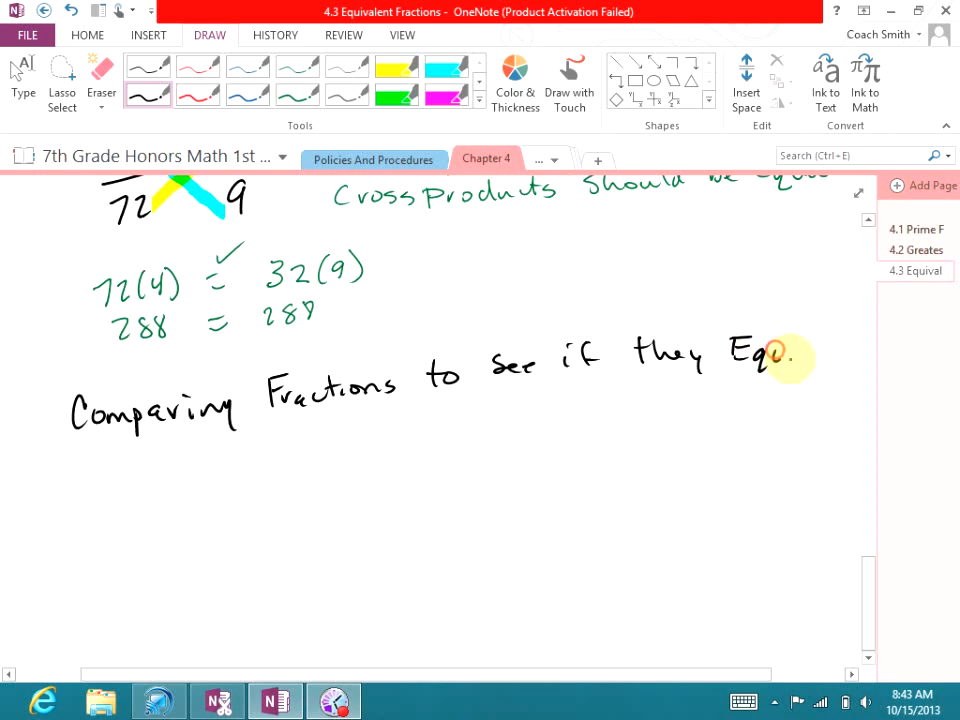 4.3 Equivalent Fractions - OneNote (Product Activation Failed)
FILE HOME INSERT DRAW HISTORY REVIEW VIEW
Coach Smith
Type
Lasso Select
Eraser
Color & Thickness
Draw with Touch
Insert Space
Ink to Text
Ink to Math
Tools Shapes Edit Convert
7th Grade Honors Math 1st ...
Policies And Procedures
Chapter 4
...
Search (Ctrl+E)
Add Page
4.1 Prime F
4.2 Greates
4.3 Equival
Cross Products should be
72 9
72(4) = 32(9)
288 = 288
Comparing Fractions to see if they Equ
8:43 AM
10/15/2013